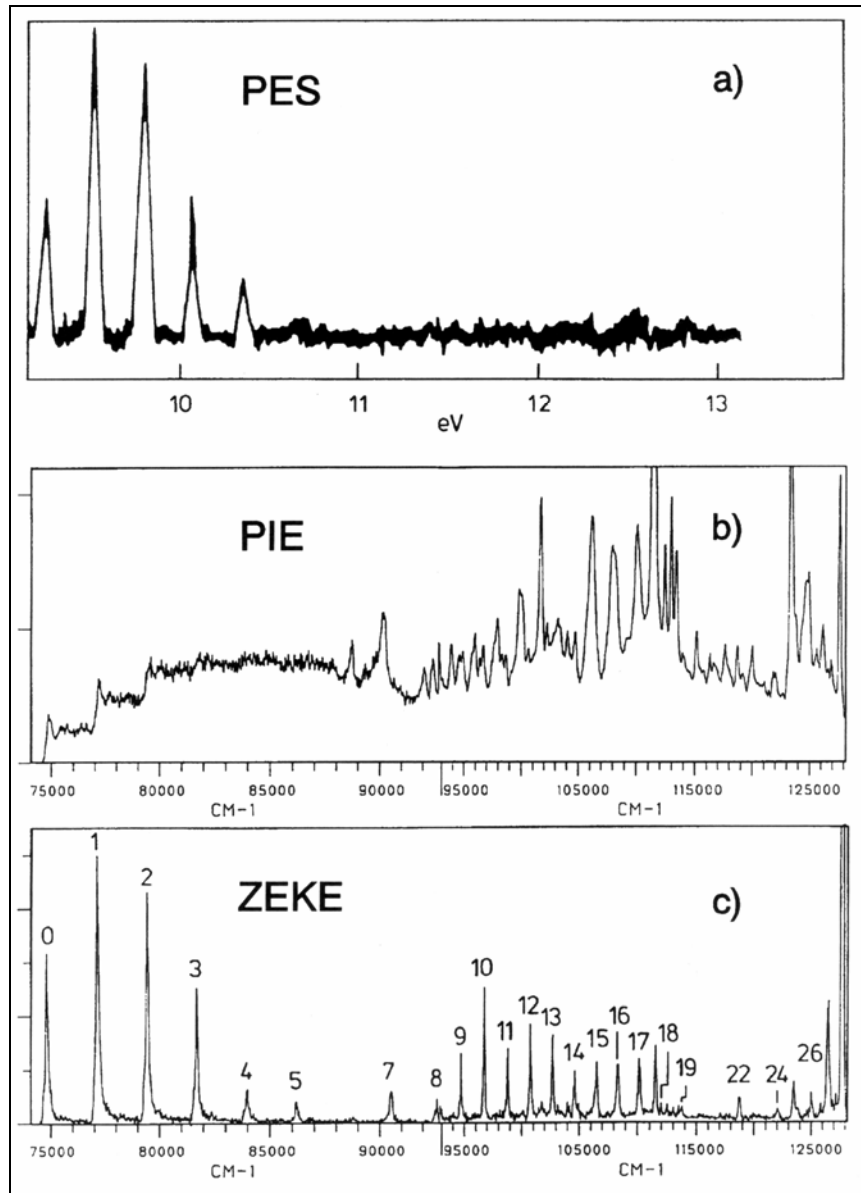 PES
a)
10 11 12 13
eV
PIE
b)
75000 80000 85000 90000 95000 105000 115000 125000
CM-1 CM-1
ZEKE
c)
0 1 2 3 4 5 7 8 9 10 11 12 13 14 15 16 17 18 19 22 24 26
75000 80000 85000 90000 95000 105000 115000 125000
CM-1 CM-1